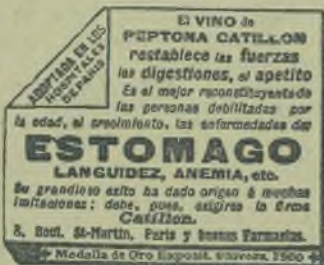 ADOPTADA EN LOS
HOSPITALES
DE PARIS
El VINO de
PEPTONA CATILLON
restablece las fuerzas
las digestiones, el apetito
Es el mejor reconstituyente de
las personas debilitadas por
la edad, el crecimiento, las enfermedades del
ESTOMAGO
LANGUIDEZ, ANEMIA, etc.
Su grandioso exito ha dado origen á muchas
imitaciones; debe, pues, exigirse la firma
Catillon.
3, Boul. St-Martin, Paris y buenas Farmacias.
Medalla de Oro Exposit. Univers. 1900